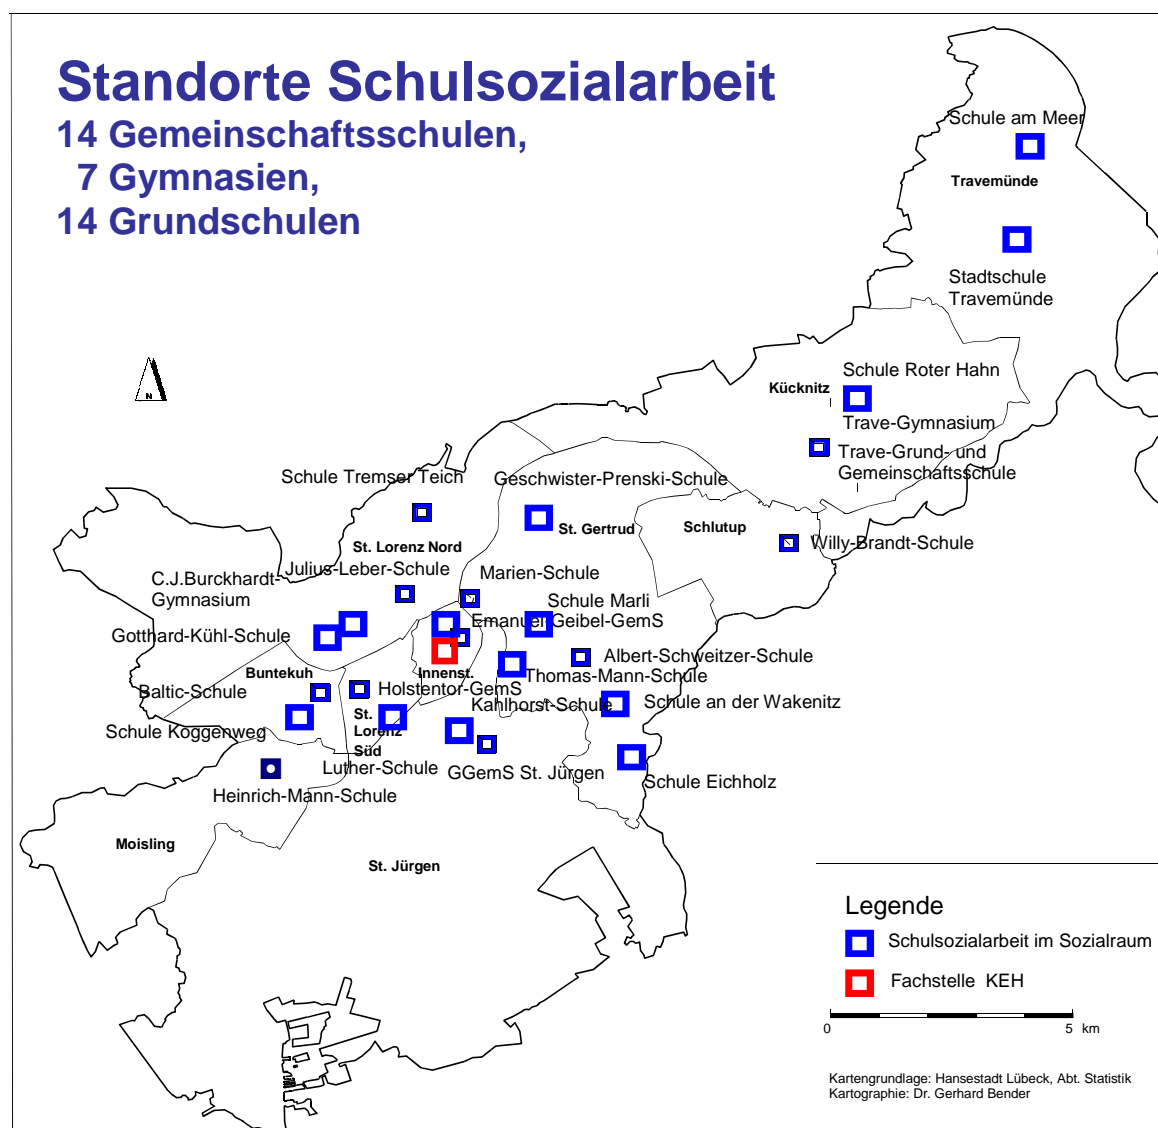 Standorte Schulsozialarbeit
14 Gemeinschaftsschulen,
7 Gymnasien,
14 Grundschulen
Schule am Meer
Travemünde
Stadtschule
Travemünde
Schule Roter Hahn
Kücknitz
Trave-Gymnasium
Trave-Grund- und
Gemeinschaftsschule
N
Schule Tremser Teich
Geschwister-Prenski-Schule
St. Gertrud
Schlutup
Willy-Brandt-Schule
St. Lorenz Nord
Julius-Leber-Schule
Marien-Schule
C.J.Burckhardt-
Gymnasium
Schule Marli
Emanuel-Geibel-GemS
Gotthard-Kühl-Schule
Albert-Schweitzer-Schule
Buntekuh
Innenst.
Thomas-Mann-Schule
Baltic-Schule
Holstentor-GemS
Kahlhorst-Schule
Schule an der Wakenitz
St.
Lorenz
Süd
Schule Koggenweg
Luther-Schule
GGemS St. Jürgen
Schule Eichholz
Heinrich-Mann-Schule
Moisling
St. Jürgen
Legende
Schulsozialarbeit im Sozialraum
Fachstelle KEH
0 5 km
Kartengrundlage: Hansestadt Lübeck, Abt. Statistik
Kartographie: Dr. Gerhard Bender